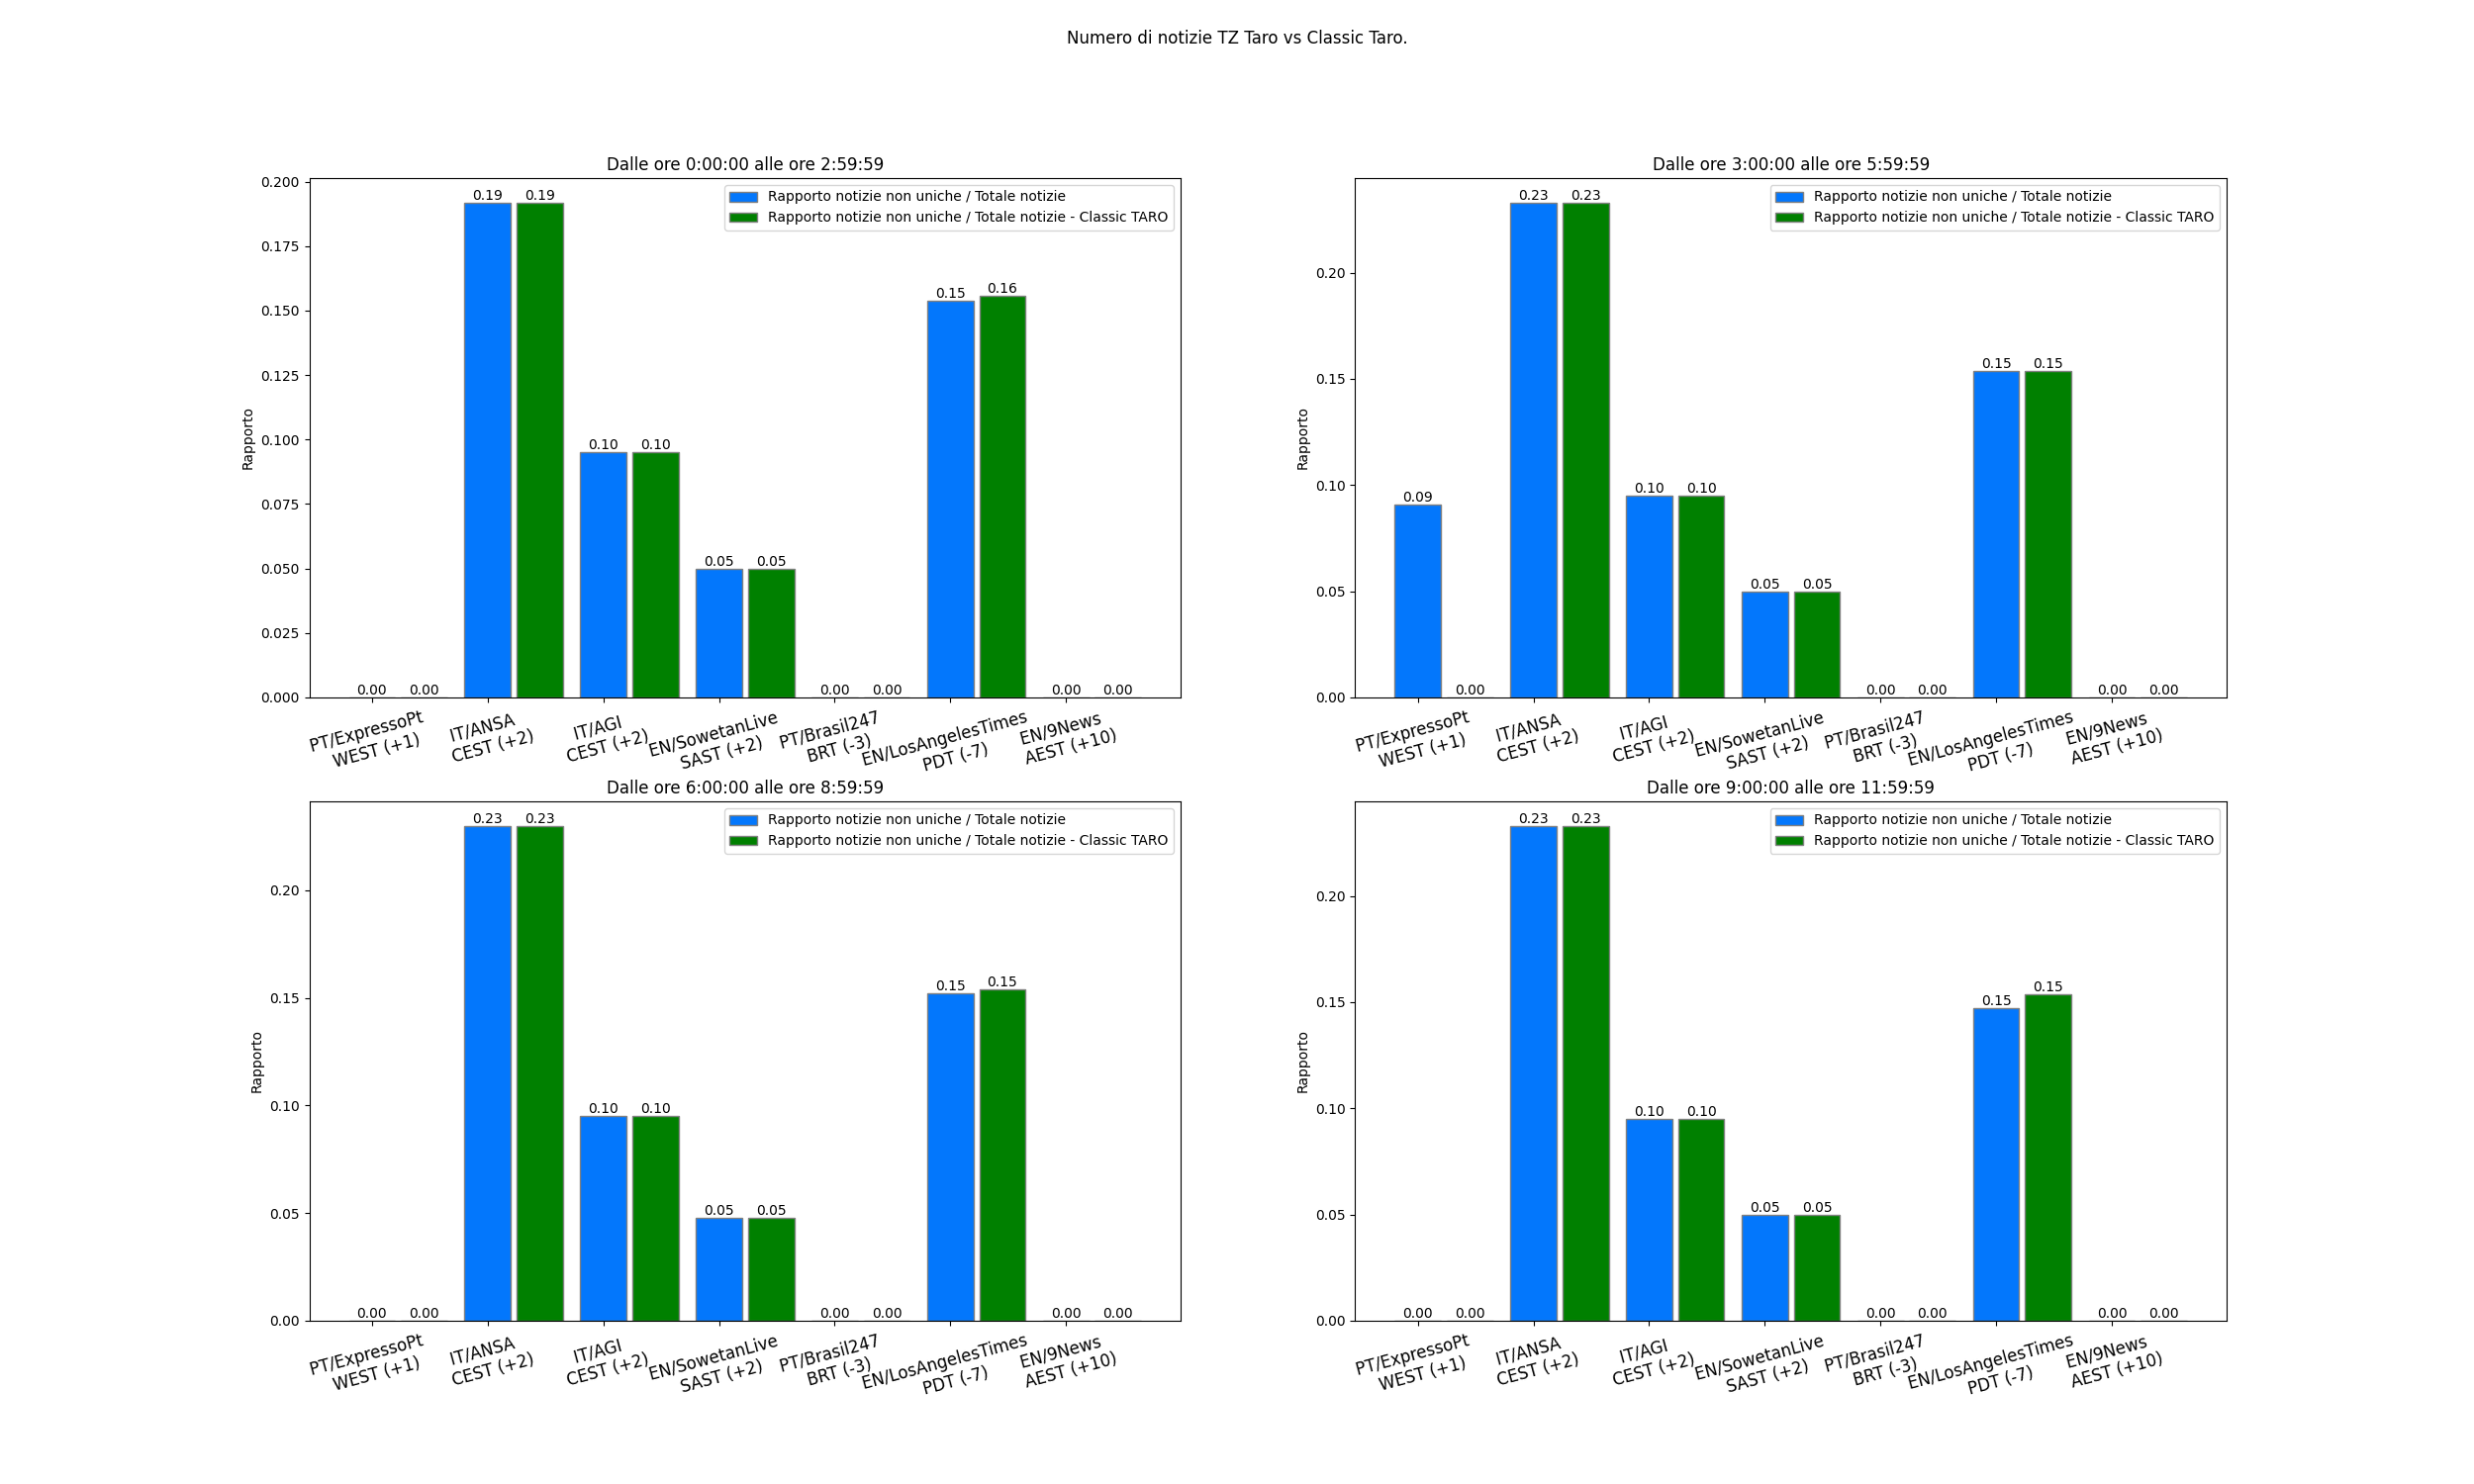 Numero di notizie TZ Taro vs Classic Taro.
Dalle ore 0:00:00 alle ore 2:59:59
Rapporto notizie non uniche / Totale notizie
Rapporto notizie non uniche / Totale notizie - Classic TARO
Rapporto
0.200
0.175
0.150
0.125
0.100
0.075
0.050
0.025
0.000
0.00
0.00
0.19
0.19
0.10
0.10
0.05
0.05
0.00
0.00
0.15
0.16
0.00
0.00
PT/ExpressoPt
WEST (+1)
IT/ANSA
CEST (+2)
IT/AGI
CEST (+2)
EN/SowetanLive
SAST (+2)
PT/Brasil247
BRT (-3)
EN/LosAngelesTimes
PDT (-7)
EN/9News
AEST (+10)
Dalle ore 3:00:00 alle ore 5:59:59
Rapporto notizie non uniche / Totale notizie
Rapporto notizie non uniche / Totale notizie - Classic TARO
Rapporto
0.20
0.15
0.10
0.05
0.00
0.09
0.00
0.23
0.23
0.10
0.10
0.05
0.05
0.00
0.00
0.15
0.15
0.00
0.00
PT/ExpressoPt
WEST (+1)
IT/ANSA
CEST (+2)
IT/AGI
CEST (+2)
EN/SowetanLive
SAST (+2)
PT/Brasil247
BRT (-3)
EN/LosAngelesTimes
PDT (-7)
EN/9News
AEST (+10)
Dalle ore 6:00:00 alle ore 8:59:59
Rapporto notizie non uniche / Totale notizie
Rapporto notizie non uniche / Totale notizie - Classic TARO
Rapporto
0.20
0.15
0.10
0.05
0.00
0.00
0.00
0.23
0.23
0.10
0.10
0.05
0.05
0.00
0.00
0.15
0.15
0.00
0.00
PT/ExpressoPt
WEST (+1)
IT/ANSA
CEST (+2)
IT/AGI
CEST (+2)
EN/SowetanLive
SAST (+2)
PT/Brasil247
BRT (-3)
EN/LosAngelesTimes
PDT (-7)
EN/9News
AEST (+10)
Dalle ore 9:00:00 alle ore 11:59:59
Rapporto notizie non uniche / Totale notizie
Rapporto notizie non uniche / Totale notizie - Classic TARO
Rapporto
0.20
0.15
0.10
0.05
0.00
0.00
0.00
0.23
0.23
0.10
0.10
0.05
0.05
0.00
0.00
0.15
0.15
0.00
0.00
PT/ExpressoPt
WEST (+1)
IT/ANSA
CEST (+2)
IT/AGI
CEST (+2)
EN/SowetanLive
SAST (+2)
PT/Brasil247
BRT (-3)
EN/LosAngelesTimes
PDT (-7)
EN/9News
AEST (+10)